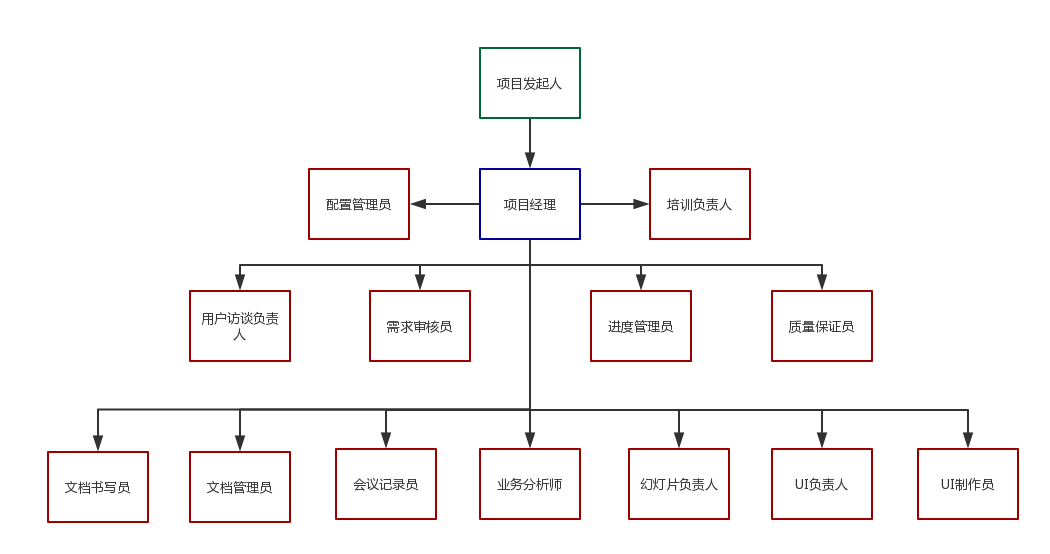 项目发起人
配置管理员
项目经理
培训负责人
用户访谈负责
人
需求审核员
进度管理员
质量保证员
文档书写员
文档管理员
会议记录员
业务分析师
幻灯片负责人
UI负责人
UI制作员